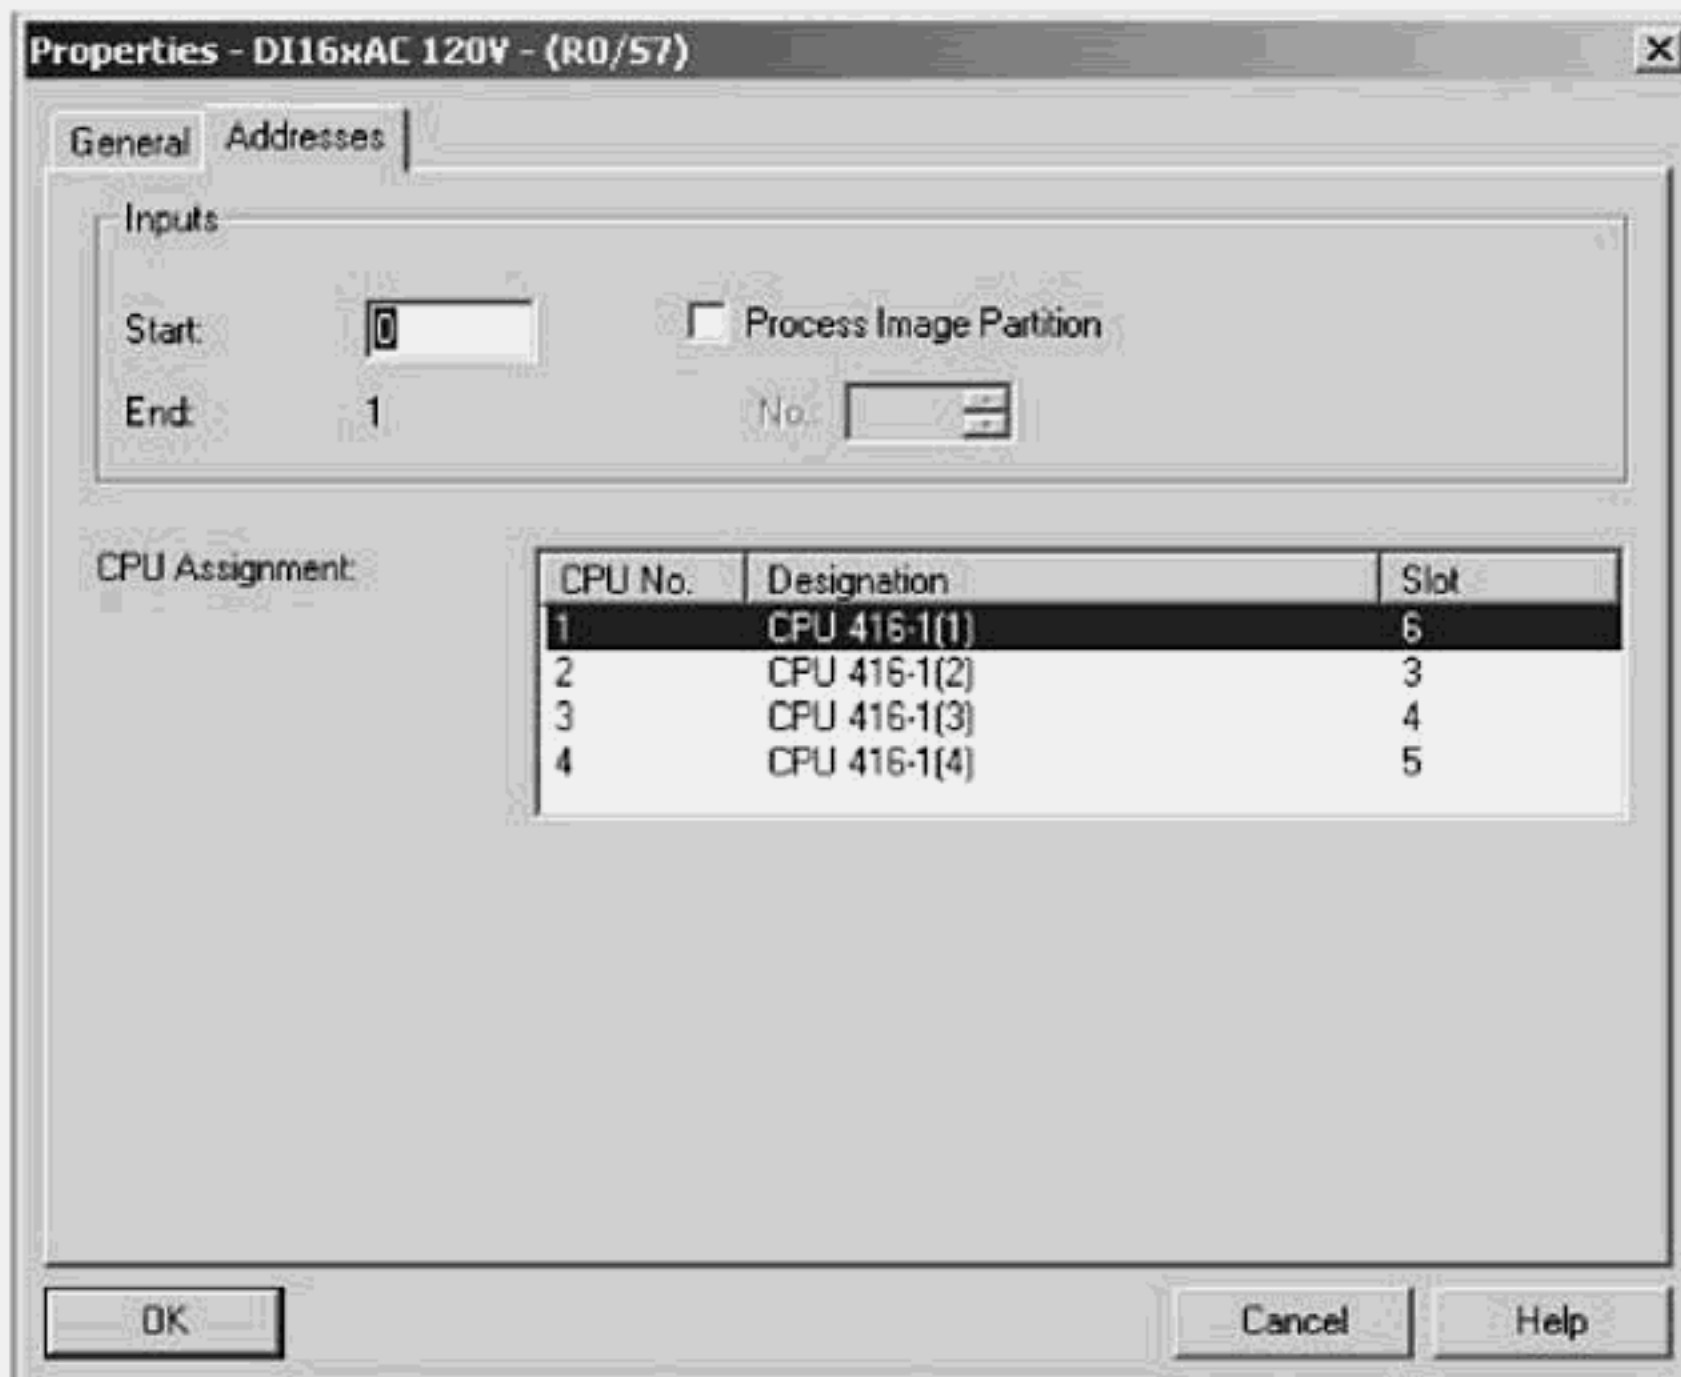 Properties - DI16xAC 120V - (R0/S7)
General Addresses
Inputs
Start: 0 Process Image Partition
End: 1 No.:
CPU Assignment:
CPU No. Designation Slot
1 CPU 416-1(1) 6
2 CPU 416-1(2) 3
3 CPU 416-1(3) 4
4 CPU 416-1(4) 5
OK Cancel Help